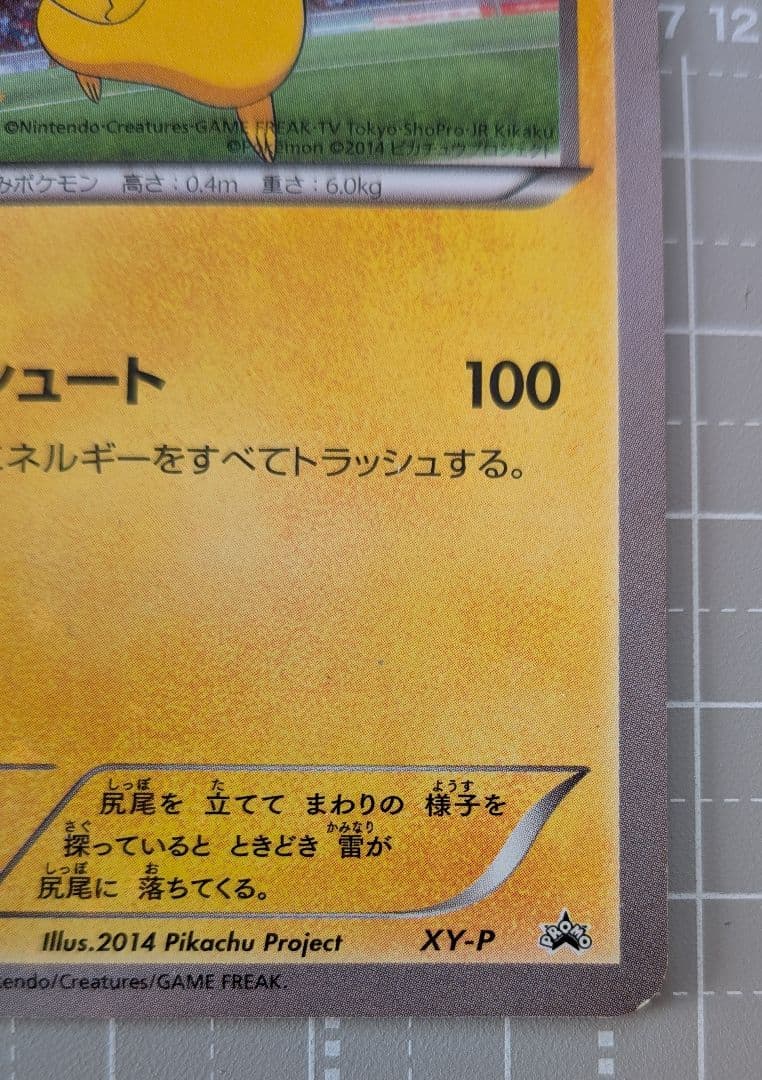 7 12
©Nintendo·Creatures·GAME FREAK·TV Tokyo·ShoPro·JR Kikaku
©Pokémon ©2014 ピカチュウプロジェクト
みポケモン 高さ：0.4m 重さ：6.0kg
シュート 100
エネルギーをすべてトラッシュする。
しっぽ た ようす
尻尾を 立てて まわりの 様子を
さぐ かみなり
探っていると ときどき 雷が
しっぽ お
尻尾に 落ちてくる。
Illus.2014 Pikachu Project XY-P PROMO
tendo/Creatures/GAME FREAK.